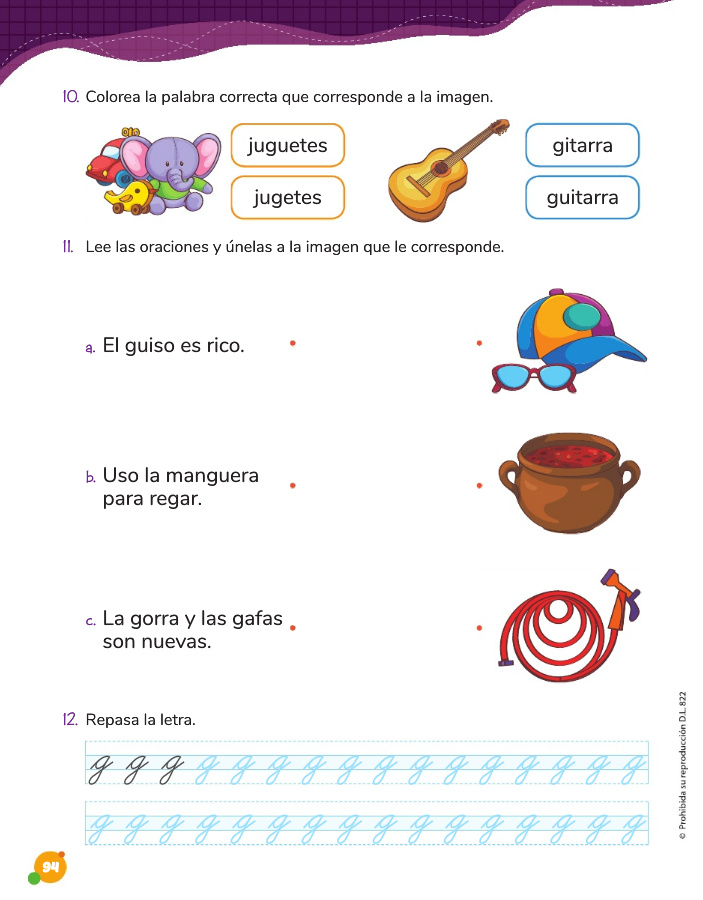 10. Colorea la palabra correcta que corresponde a la imagen.
juguetes
jugetes
gitarra
guitarra
11. Lee las oraciones y únelas a la imagen que le corresponde.
a. El guiso es rico.
b. Uso la manguera
para regar.
c. La gorra y las gafas
son nuevas.
12. Repasa la letra.
g g g g g g g g g g g g g g g g
g g g g g g g g g g g g g g g g
© Prohibida su reproducción D.L. 822
94